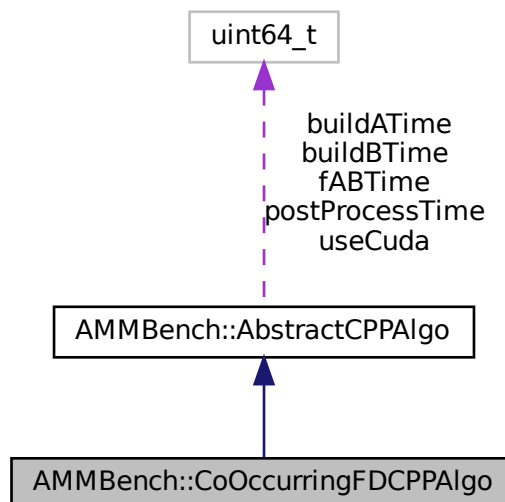 uint64_t
buildATime
buildBTime
fABTime
postProcessTime
useCuda
AMMBench::AbstractCPPAlgo
AMMBench::CoOccurringFDCPPAlgo